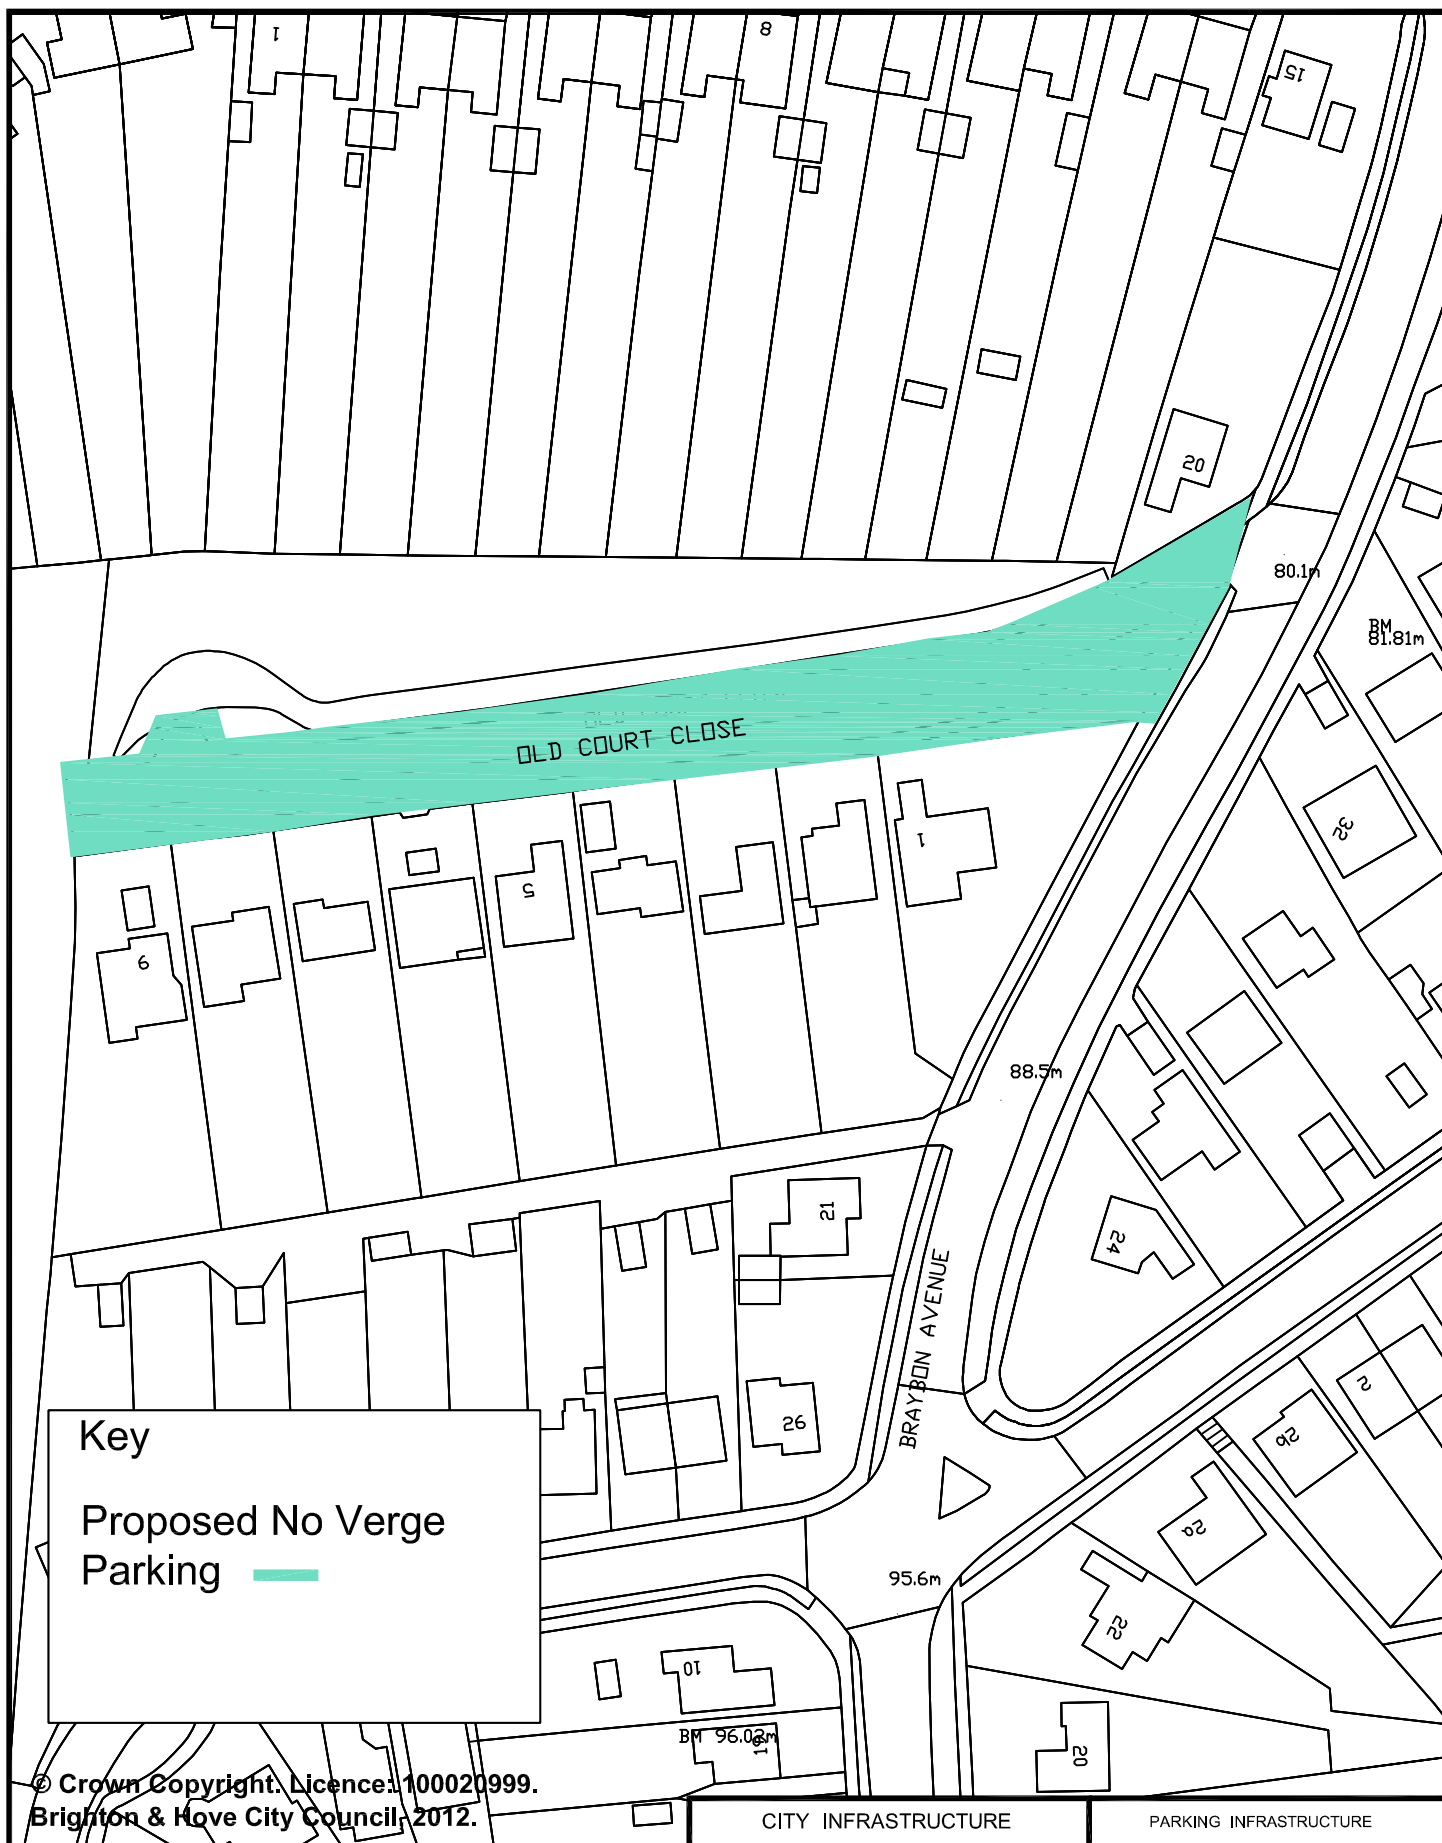 1
8
15
20
80.1m
BM
81.81m
OLD COURT CLOSE
1
32
5
9
88.5m
21
24
BRAYBON AVENUE
2
26
2b
Key
Proposed No Verge
Parking
2a
95.6m
22
10
BM 96.02m
19
20
© Crown Copyright. Licence: 100020999.
Brighton & Hove City Council. 2012.
CITY INFRASTRUCTURE
PARKING INFRASTRUCTURE